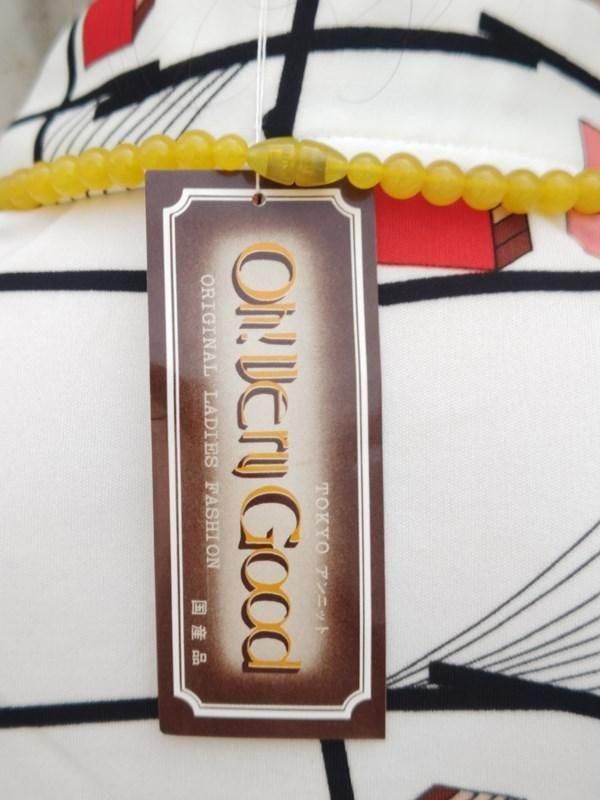 TOKYO アンニット
Oh! Very Good
ORIGINAL LADIES FASHION
国産品